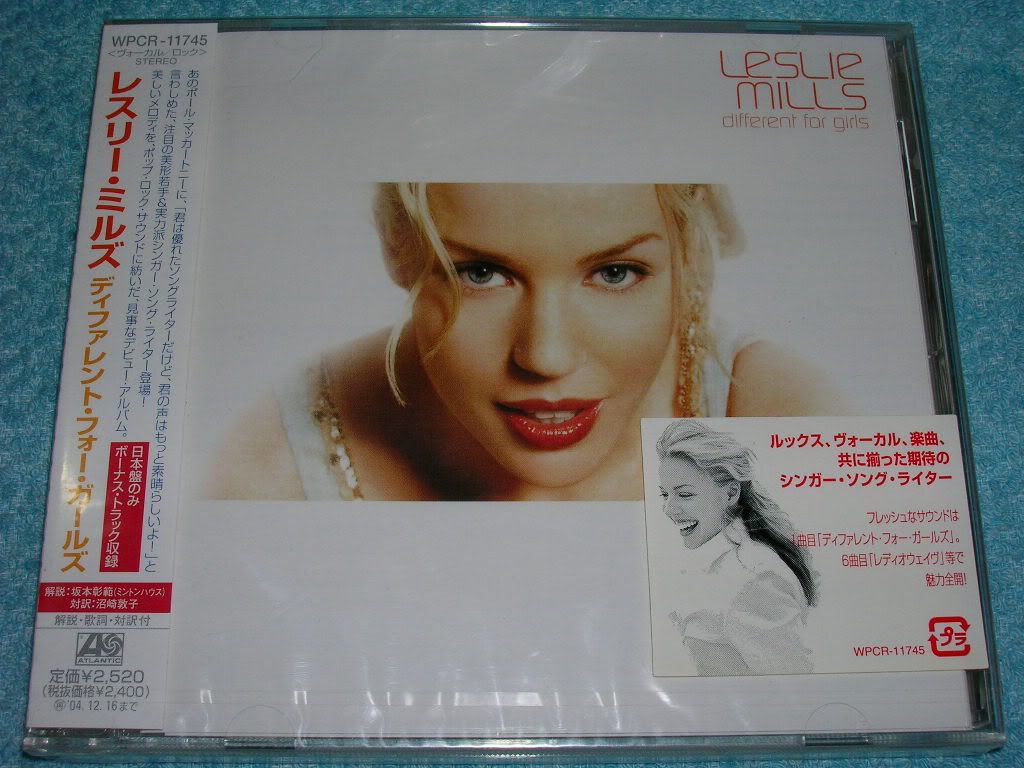 WPCR-11745
<ヴォーカル/ロック>
STEREO
レスリー・ミルズ ディファレント・フォー・ガールズ
あのポール・マッカートニーに、「君は優れたソングライターだけど、君の声はもっと素晴らしいよ!」と
言わしめた、注目の美形若手&実力派シンガー・ソング・ライター登場!
美しいメロディを、ポップ・ロック・サウンドに紡いだ、見事なデビュー・アルバム。
日本盤のみ
ボーナス・トラック収録
解説:坂本彰範(ミントンハウス)
対訳:沼崎敦子
解説・歌詞・対訳付
ATLANTIC
定価¥2,520
(税抜価格¥2,400)
'04.12.16まで
LESLIE
MILLS
different for girls
ルックス、ヴォーカル、楽曲、
共に揃った期待の
シンガー・ソング・ライター
フレッシュなサウンドは
1曲目「ディファレント・フォー・ガールズ」。
6曲目「レディオウェイヴ」等で
魅力全開!
プラ
WPCR-11745